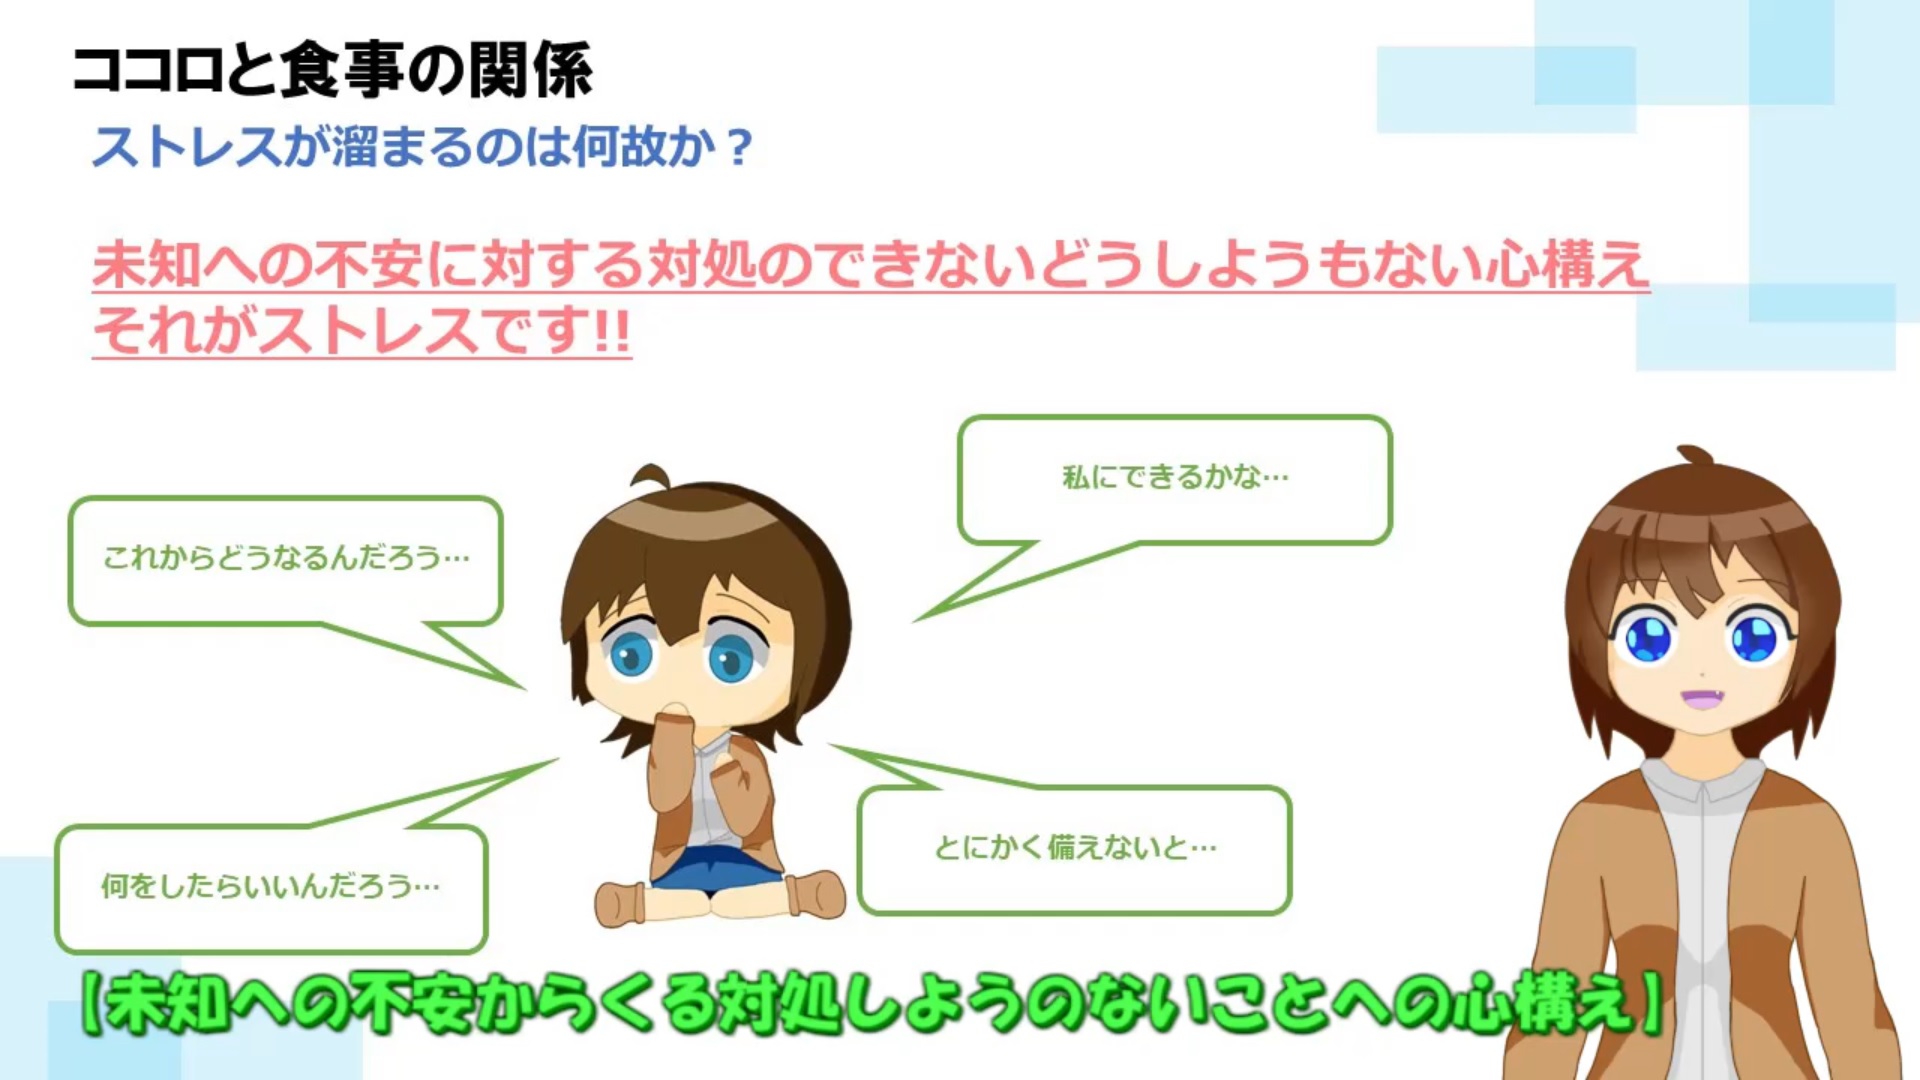 ココロと食事の関係
ストレスが溜まるのは何故か？
未知への不安に対する対処のできないどうしようもない心構え
それがストレスです!!
私にできるかな…
これからどうなるんだろう…
とにかく備えないと…
何をしたらいいんだろう…
【未知への不安からくる対処しようのないことへの心構え】